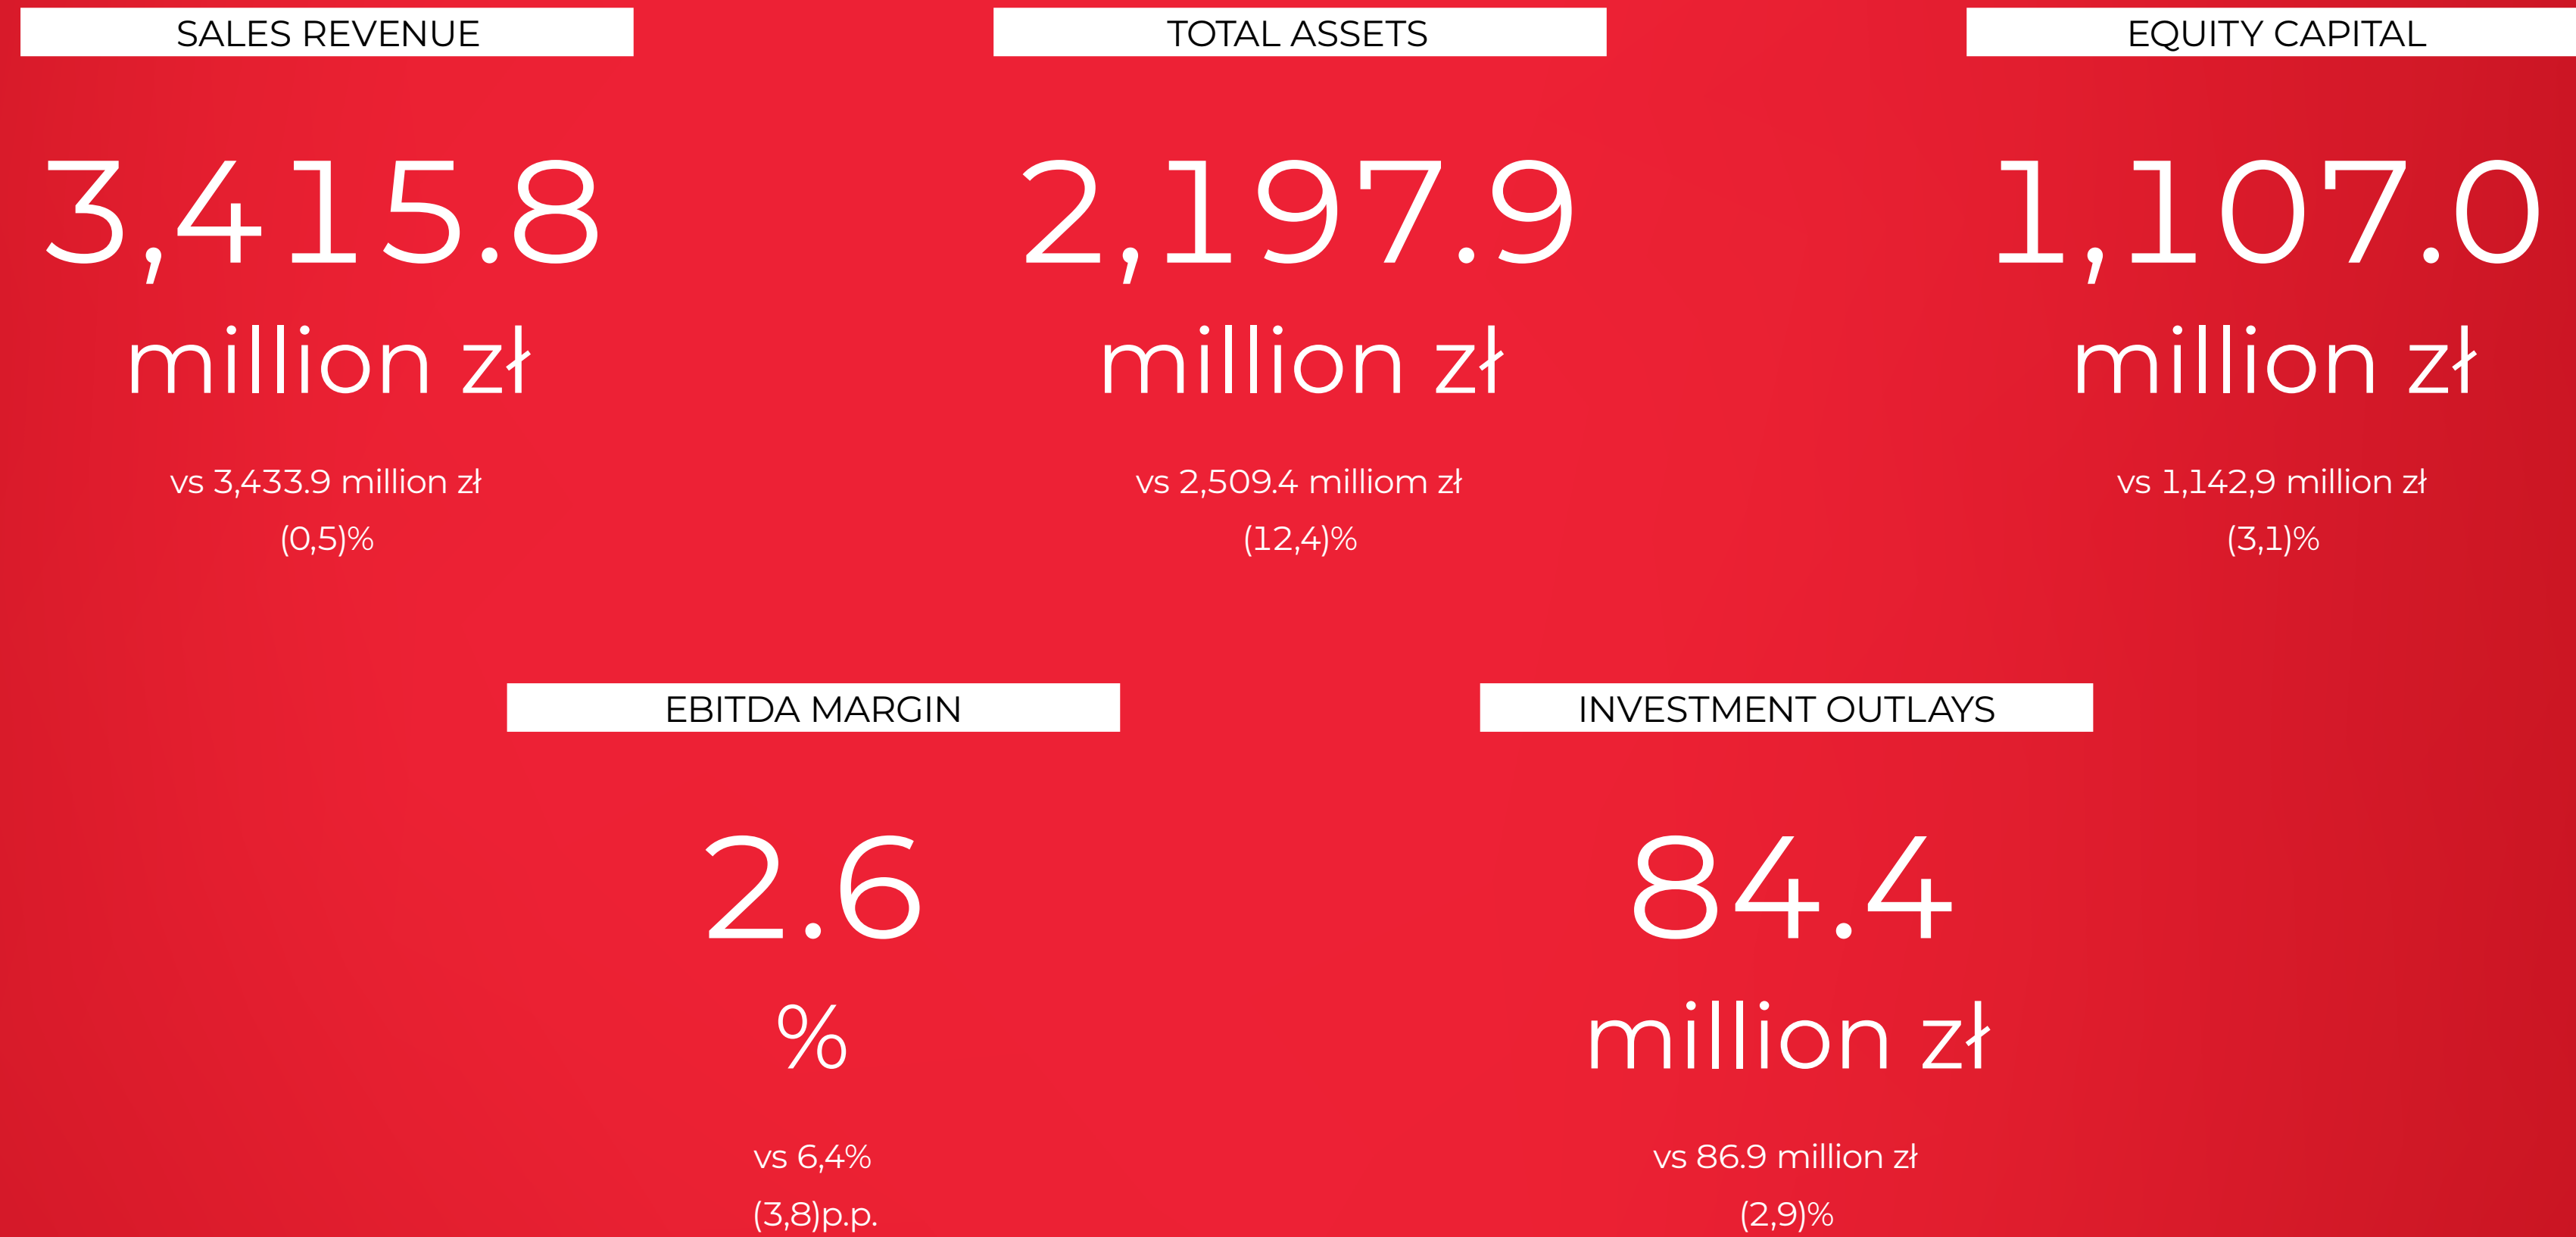 SALES REVENUE
3,415.8
million zł
vs 3,433.9 million zł
(0,5)%
TOTAL ASSETS
2,197.9
million zł
vs 2,509.4 milliom zł
(12,4)%
EQUITY CAPITAL
1,107.0
million zł
vs 1,142,9 million zł
(3,1)%
EBITDA MARGIN
2.6
%
vs 6,4%
(3,8)p.p.
INVESTMENT OUTLAYS
84.4
million zł
vs 86.9 million zł
(2,9)%